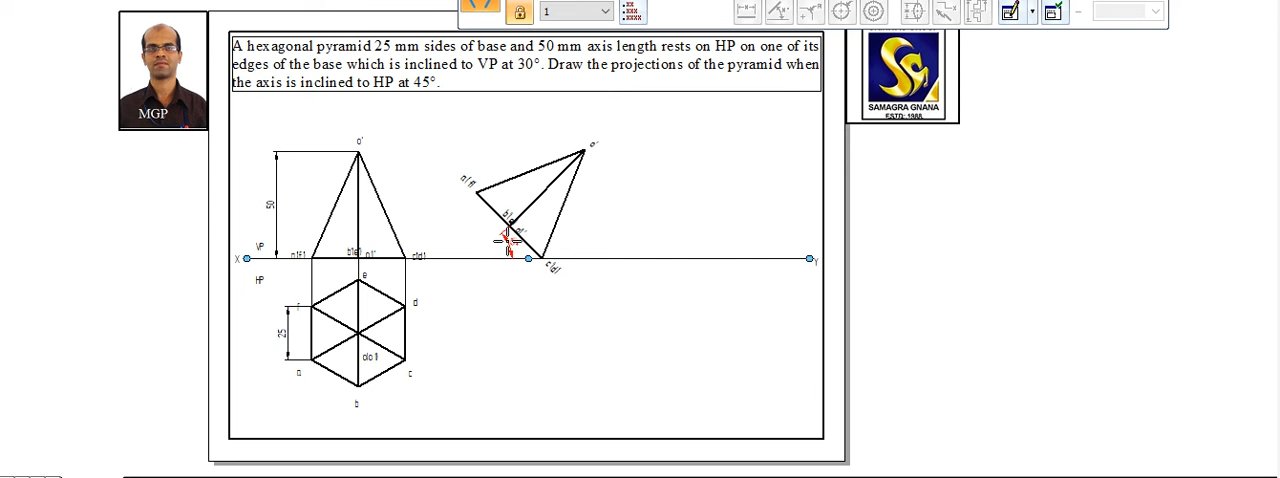 1
A hexagonal pyramid 25 mm sides of base and 50 mm axis length rests on HP on one of its
edges of the base which is inclined to VP at 30°. Draw the projections of the pyramid when
the axis is inclined to HP at 45°.
MGP
SAMAGRA GNANA
ESTD: 1988
o'
o'
50
VP
X
Y
HP
e
f
d
25
a
c
b